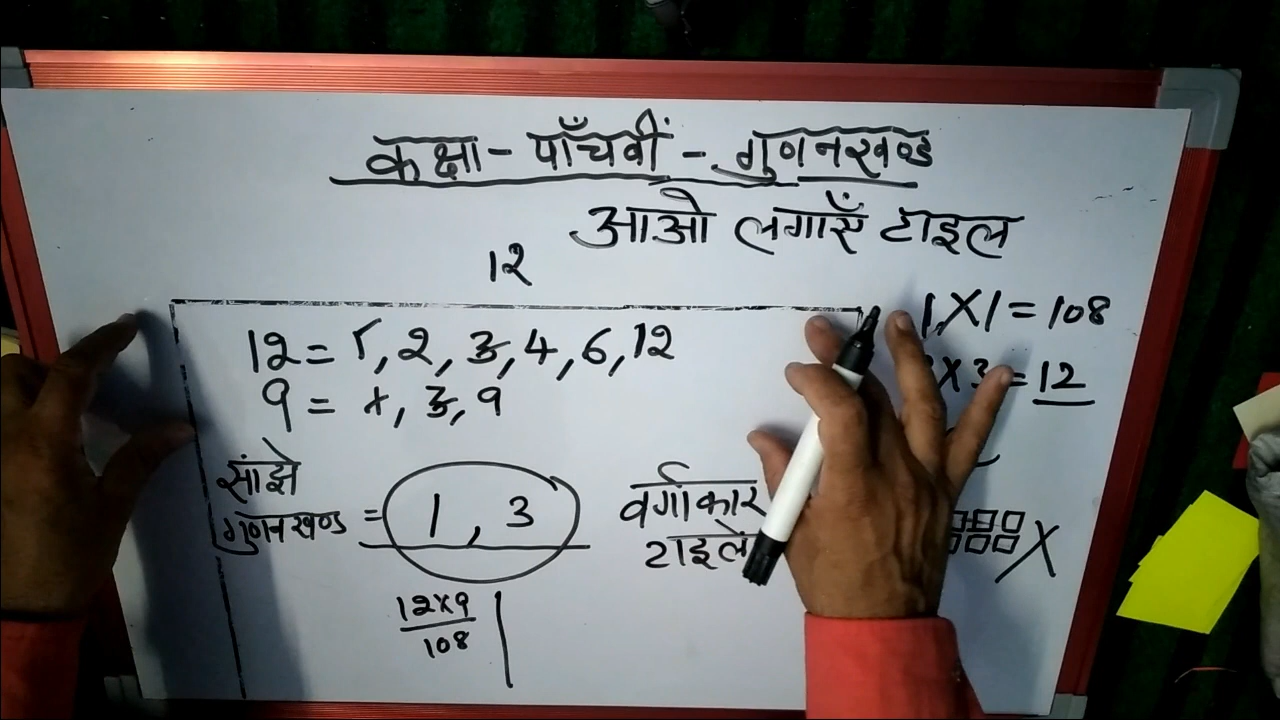 कक्षा - पाँचवीं - गुणनखण्ड
आओ लगाएँ टाइल
12
12 = 1, 2, 3, 4, 6, 12
9 = 1, 3, 9
सांझे
गुणनखण्ड = 1, 3
12x9
108
वर्गाकार
टाइले
1X1 = 108
X3 = 12
X